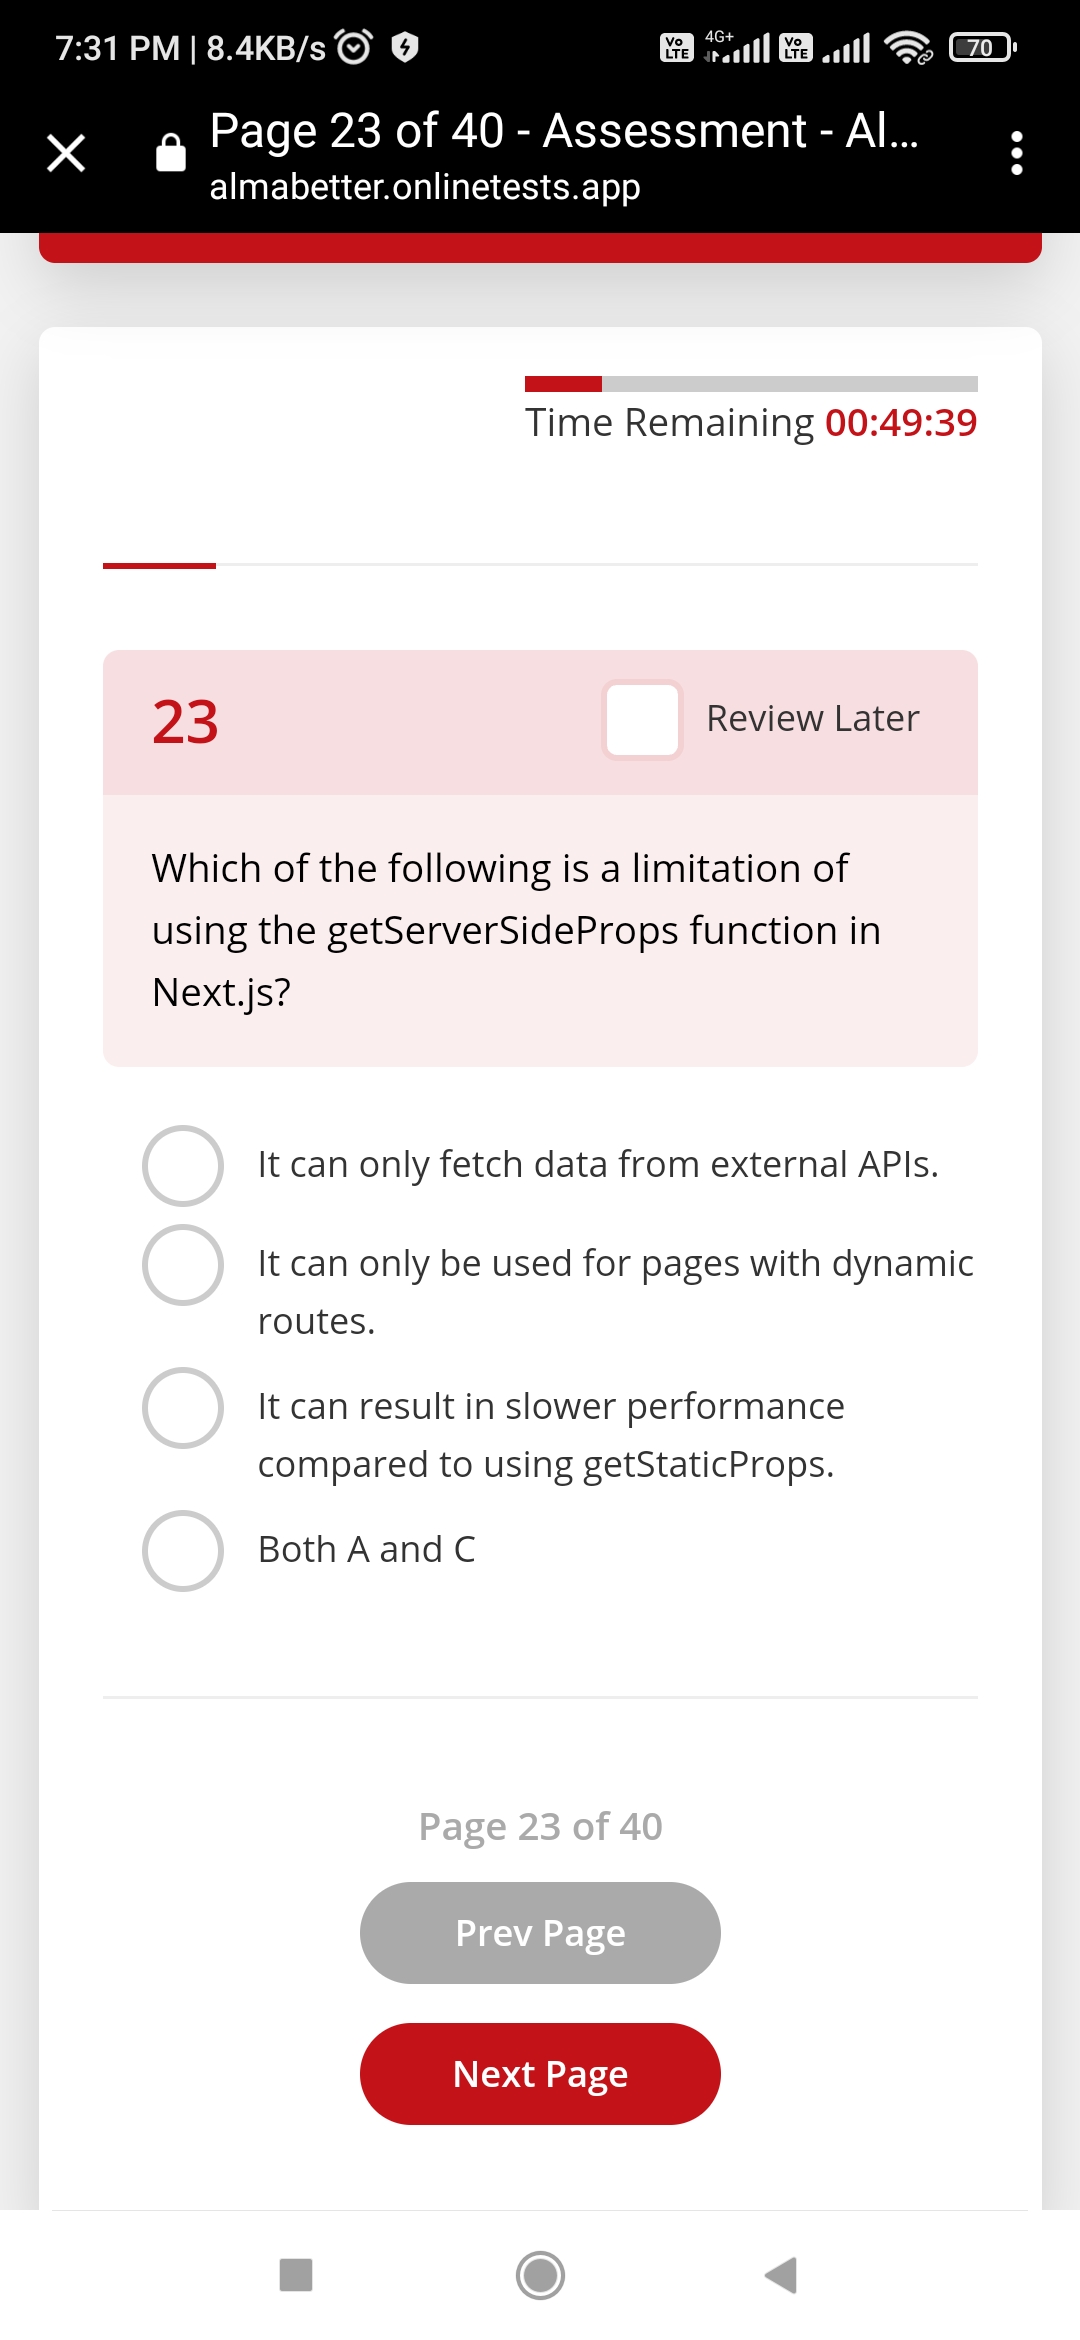 7:31 PM | 8.4KB/s
Vo LTE 4G+ Vo LTE 70
Page 23 of 40 - Assessment - Al...
almabetter.onlinetests.app
Time Remaining 00:49:39
23
Review Later
Which of the following is a limitation of
using the getServerSideProps function in
Next.js?
It can only fetch data from external APIs.
It can only be used for pages with dynamic
routes.
It can result in slower performance
compared to using getStaticProps.
Both A and C
Page 23 of 40
Prev Page
Next Page